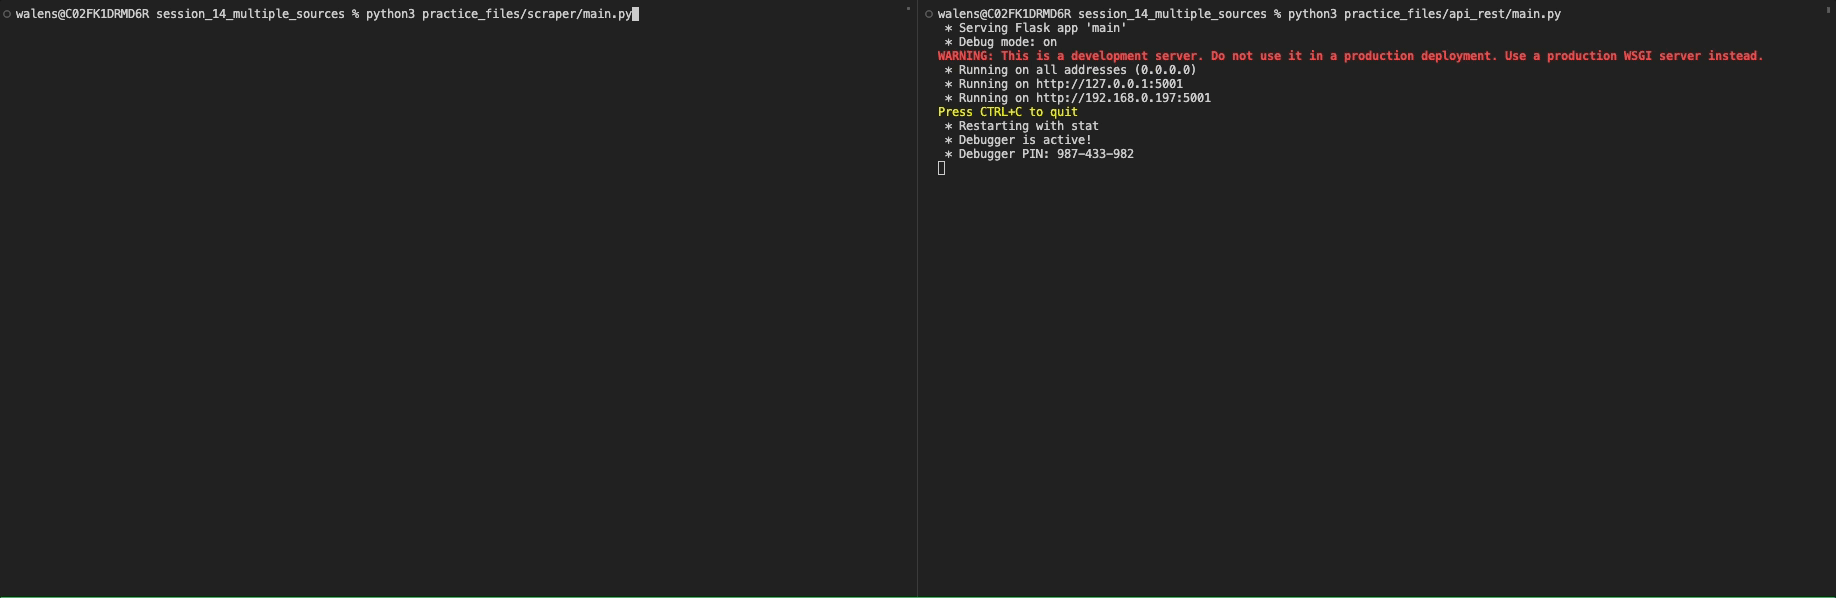 walens@C02FK1DRMD6R session_14_multiple_sources % python3 practice_files/scraper/main.py
walens@C02FK1DRMD6R session_14_multiple_sources % python3 practice_files/api_rest/main.py
 * Serving Flask app 'main'
 * Debug mode: on
WARNING: This is a development server. Do not use it in a production deployment. Use a production WSGI server instead.
 * Running on all addresses (0.0.0.0)
 * Running on http://127.0.0.1:5001
 * Running on http://192.168.0.197:5001
Press CTRL+C to quit
 * Restarting with stat
 * Debugger is active!
 * Debugger PIN: 987-433-982